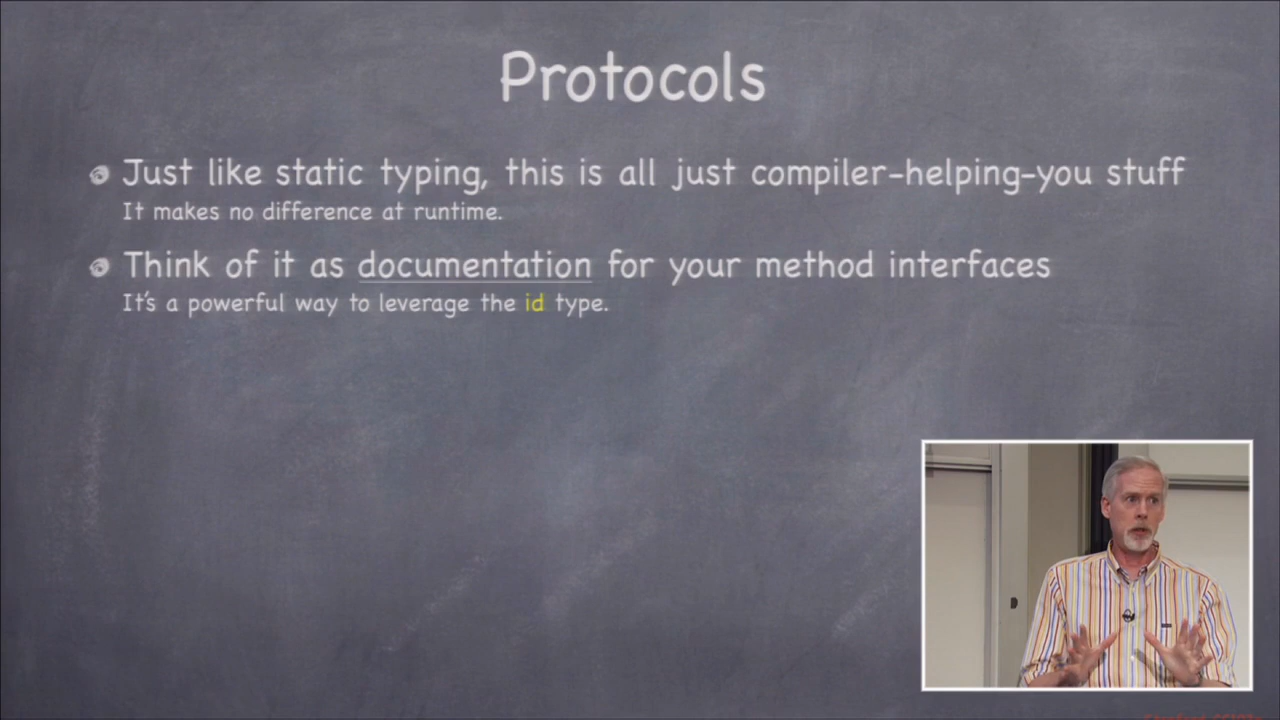 Protocols
Just like static typing, this is all just compiler-helping-you stuff
It makes no difference at runtime.
Think of it as documentation for your method interfaces
It's a powerful way to leverage the id type.